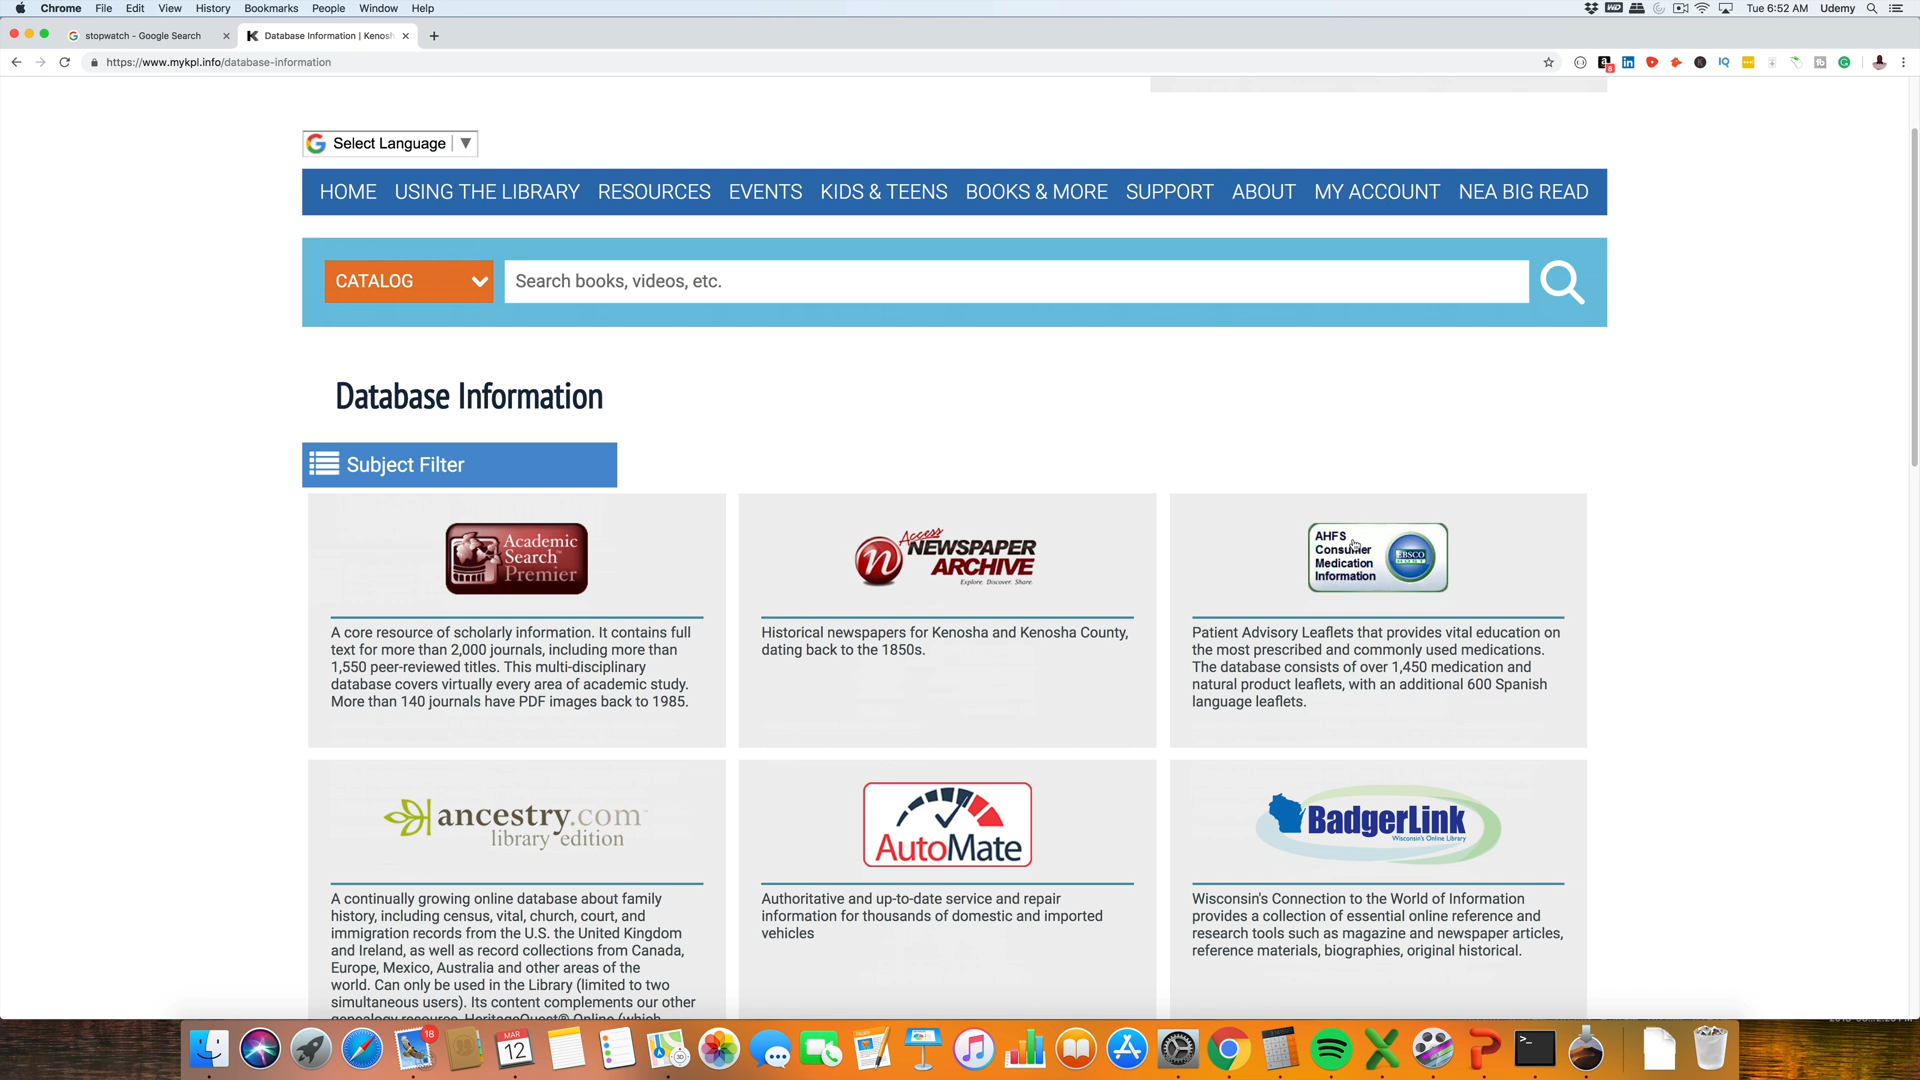 Chrome File Edit View History Bookmarks People Window Help
Tue 6:52 AM Udemy
stopwatch - Google Search
Database Information | Kenosh
https://www.mykpl.info/database-information
Select Language
HOME USING THE LIBRARY RESOURCES EVENTS KIDS & TEENS BOOKS & MORE SUPPORT ABOUT MY ACCOUNT NEA BIG READ
CATALOG
Search books, videos, etc.
Database Information
Subject Filter
Academic
Search
Premier
Access
NEWSPAPER
ARCHIVE
Explore. Discover. Share.
AHFS
Consumer
Medication
Information
EBSCO
HOST
A core resource of scholarly information. It contains full
text for more than 2,000 journals, including more than
1,550 peer-reviewed titles. This multi-disciplinary
database covers virtually every area of academic study.
More than 140 journals have PDF images back to 1985.
Historical newspapers for Kenosha and Kenosha County,
dating back to the 1850s.
Patient Advisory Leaflets that provides vital education on
the most prescribed and commonly used medications.
The database consists of over 1,450 medication and
natural product leaflets, with an additional 600 Spanish
language leaflets.
ancestry.com
library edition
AutoMate
BadgerLink
Wisconsin's Online Library
A continually growing online database about family
history, including census, vital, church, court, and
immigration records from the U.S. the United Kingdom
and Ireland, as well as record collections from Canada,
Europe, Mexico, Australia and other areas of the
world. Can only be used in the Library (limited to two
simultaneous users). Its content complements our other
genealogy resource, HeritageQuest® Online (which
Authoritative and up-to-date service and repair
information for thousands of domestic and imported
vehicles
Wisconsin's Connection to the World of Information
provides a collection of essential online reference and
research tools such as magazine and newspaper articles,
reference materials, biographies, original historical.
18
MAR
12